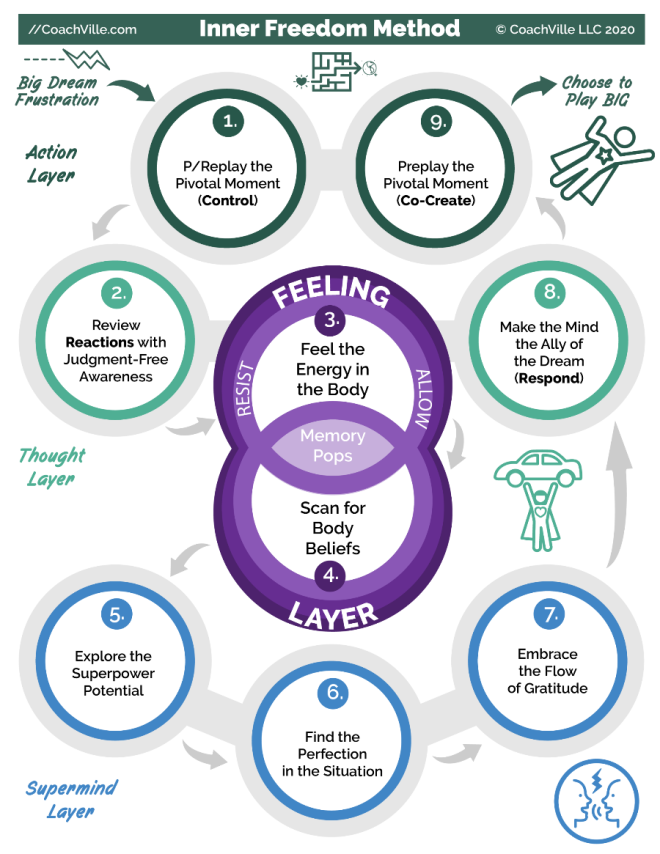 //CoachVille.com
Inner Freedom Method
© CoachVille LLC 2020
Big Dream
Frustration
Choose to
Play BIG
Action
Layer
1.
P/Replay the
Pivotal Moment
(Control)
9.
Preplay the
Pivotal Moment
(Co-Create)
2.
Review
Reactions with
Judgment-Free
Awareness
FEELING
3.
Feel the
Energy in
the Body
RESIST
ALLOW
Memory
Pops
Scan for
Body
Beliefs
4.
LAYER
8.
Make the Mind
the Ally of
the Dream
(Respond)
Thought
Layer
5.
Explore the
Superpower
Potential
6.
Find the
Perfection
in the Situation
7.
Embrace
the Flow
of Gratitude
Supermind
Layer